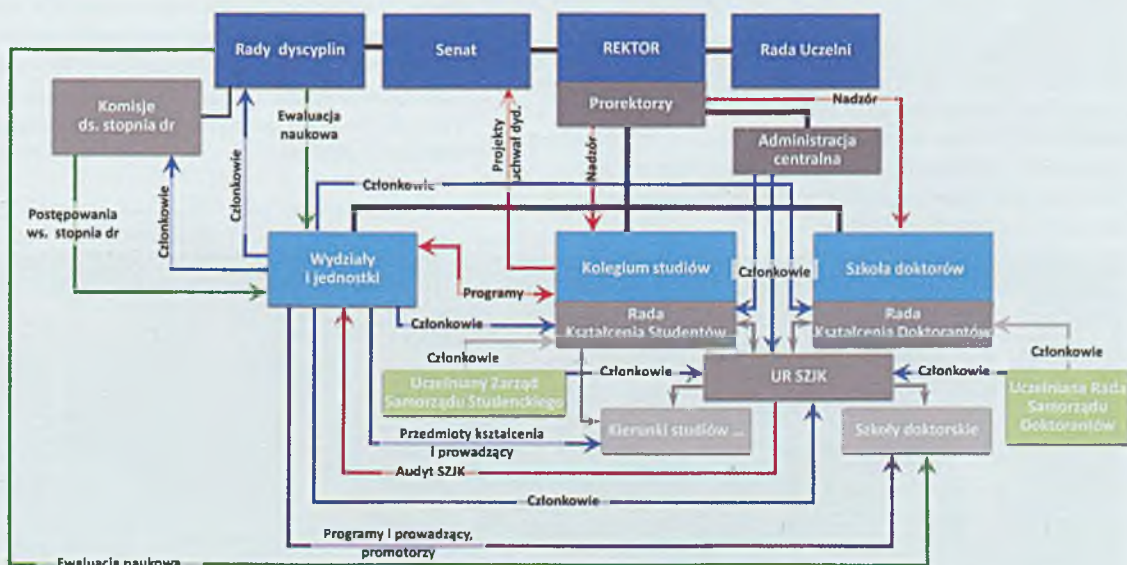 Rady dyscyplin
Senat
REKTOR
Rada Uczelni
Prorektorzy
Komisje
ds. stopnia dr
Ewaluacja
naukowa
Projekty
uchwał dyd.
Nadzór
Nadzór
Administracja
centralna
Członkowie
Członkowie
Członkowie
Postępowania
ws. stopnia dr
Wydziały
i jednostki
Kolegium studiów
Członkowie
Szkoła doktorów
Programy
Rada
Kształcenia Studentów
Rada
Kształcenia Doktorantów
Członkowie
Członkowie
Członkowie
Członkowie
Członkowie
UR SZJK
Uczelniany Zarząd
Samorządu Studenckiego
Uczelniana Rada
Samorządu
Doktorantów
Kierunki studiów ...
Szkoły doktorskie
Przedmioty kształcenia
i prowadzący
Audyt SZJK
Członkowie
Programy i prowadzący,
promotorzy
Ewaluacja naukowa